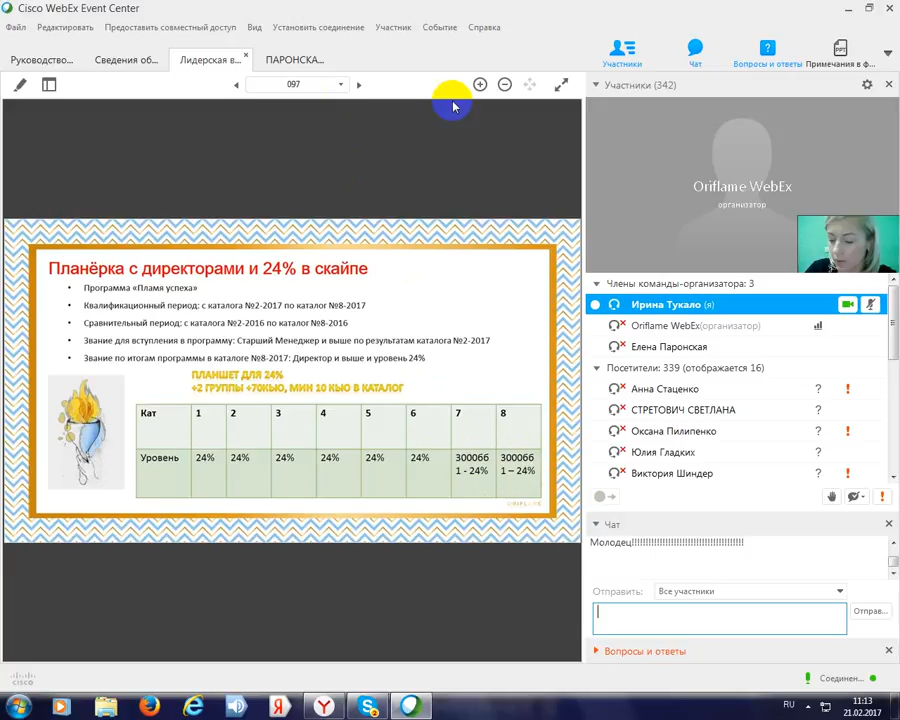 Cisco WebEx Event Center
Файл Редактировать Предоставить совместный доступ Вид Установить соединение Участник Событие Справка
Руководство... Сведения об... Лидерская в... ПАРОНСКА...
Участники Чат Вопросы и ответы Примечания в ф...
097
Участники (342)
Oriflame WebEx
организатор
Члены команды-организатора: 3
Ирина Тукало (я)
Oriflame WebEx(организатор)
Елена Паронская
Посетители: 339 (отображается 16)
Анна Стаценко ? !
СТРЕТОВИЧ СВЕТЛАНА ?
Оксана Пилипенко ? !
Юлия Гладких ?
Виктория Шиндер ? !
Планёрка с директорами и 24% в скайпе
• Программа «Пламя успеха»
• Квалификационный период: с каталога №2-2017 по каталог №8-2017
• Сравнительный период: с каталога №2-2016 по каталог №8-2016
• Звание для вступления в программу: Старший Менеджер и выше по результатам каталога №2-2017
• Звание по итогам программы в каталоге №8-2017: Директор и выше и уровень 24%
ПЛАНШЕТ ДЛЯ 24%
+2 ГРУППЫ +70КЬЮ, МИН 10 КЬЮ В КАТАЛОГ
Кат 1 2 3 4 5 6 7 8
Уровень 24% 24% 24% 24% 24% 24% 3000бб 3000бб
1 - 24% 1 – 24%
ORIFLAME
Чат
Молодец!!!!!!!!!!!!!!!!!!!!!!!!!!!!!!!!!!!!!!!!
Отправить: Все участники
Отправ...
Вопросы и ответы
cisco
Соединен...
RU
11:13
21.02.2017